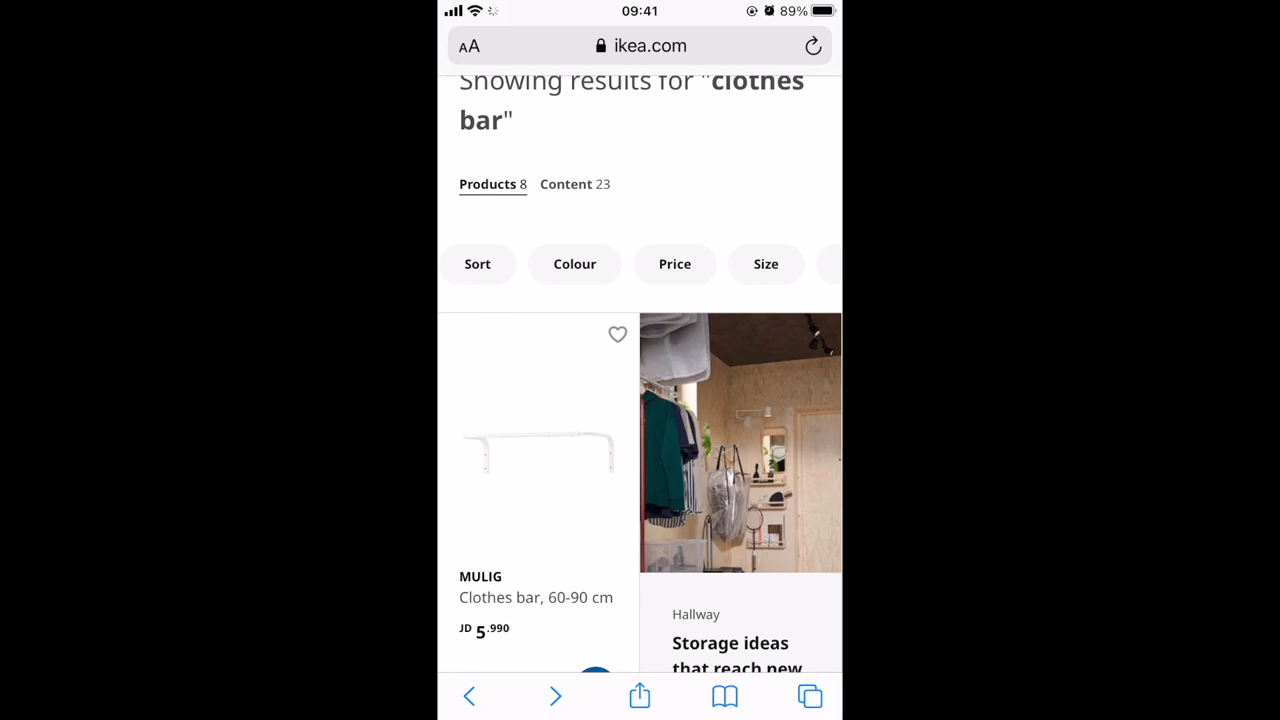 09:41
89%
AA
ikea.com
Showing results for "clothes
bar"
Products 8 Content 23
Sort Colour Price Size
MULIG
Clothes bar, 60-90 cm
JD 5.990
Hallway
Storage ideas
that reach new